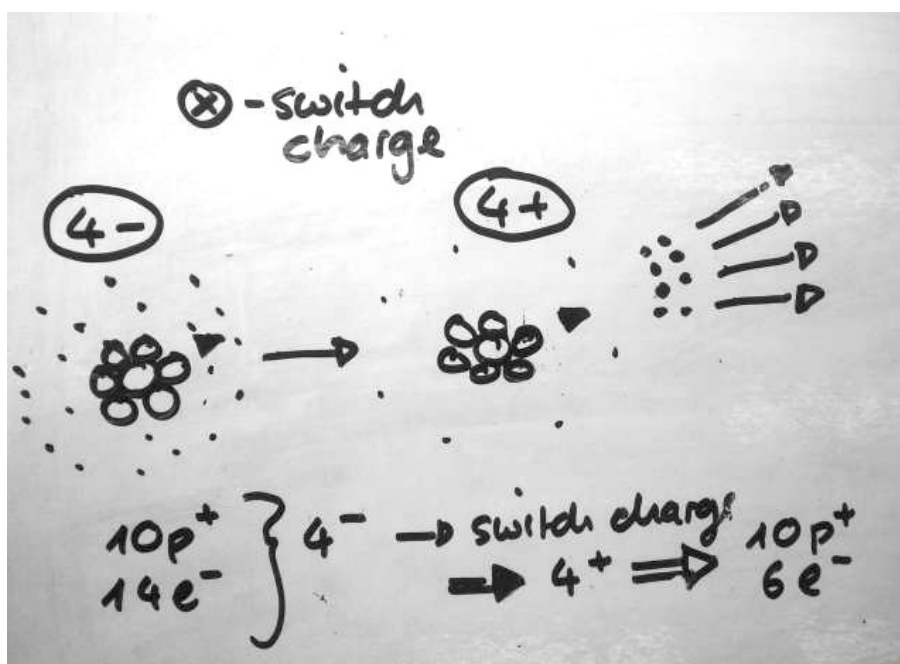 ⓧ - switch
charge
4-
4+
10p⁺
14e⁻
} 4⁻ → switch charge
➡ 4⁺ ⇒
10p⁺
6e⁻